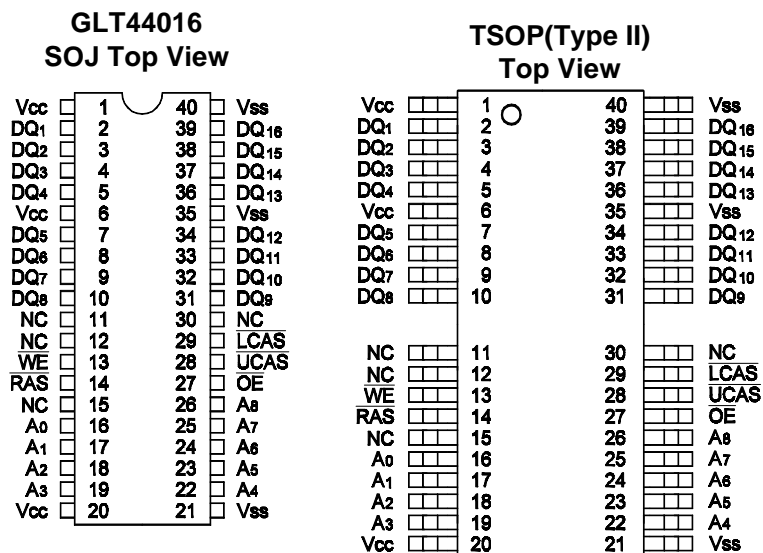 GLT44016
SOJ Top View
Vcc 1 40 Vss
DQ1 2 39 DQ16
DQ2 3 38 DQ15
DQ3 4 37 DQ14
DQ4 5 36 DQ13
Vcc 6 35 Vss
DQ5 7 34 DQ12
DQ6 8 33 DQ11
DQ7 9 32 DQ10
DQ8 10 31 DQ9
NC 11 30 NC
NC 12 29 LCAS
WE 13 28 UCAS
RAS 14 27 OE
NC 15 26 A8
A0 16 25 A7
A1 17 24 A6
A2 18 23 A5
A3 19 22 A4
Vcc 20 21 Vss
TSOP(Type II)
Top View
Vcc 1 40 Vss
DQ1 2 39 DQ16
DQ2 3 38 DQ15
DQ3 4 37 DQ14
DQ4 5 36 DQ13
Vcc 6 35 Vss
DQ5 7 34 DQ12
DQ6 8 33 DQ11
DQ7 9 32 DQ10
DQ8 10 31 DQ9
NC 11 30 NC
NC 12 29 LCAS
WE 13 28 UCAS
RAS 14 27 OE
NC 15 26 A8
A0 16 25 A7
A1 17 24 A6
A2 18 23 A5
A3 19 22 A4
Vcc 20 21 Vss